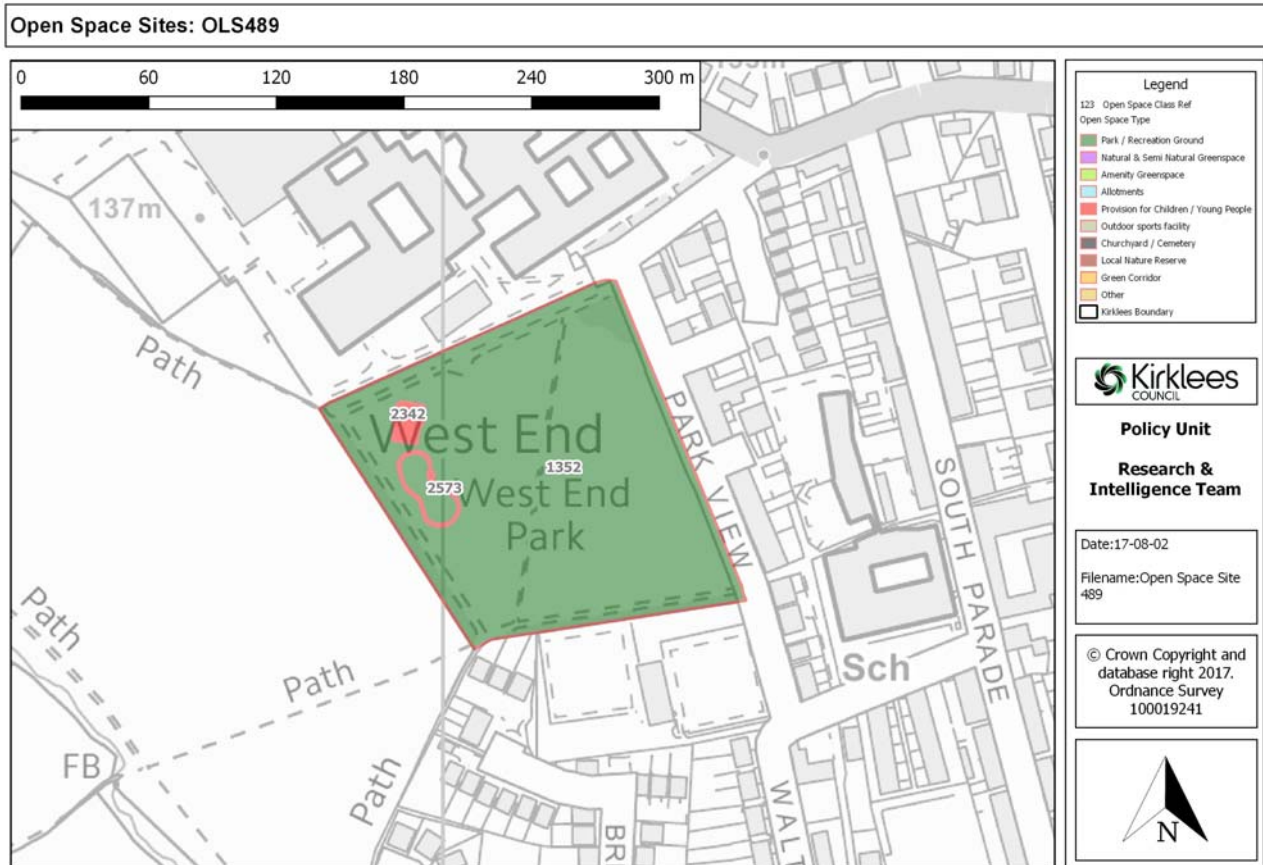 Open Space Sites: OLS489
0 60 120 180 240 300 m
137m
Path
West End
West End
Park
2342
2573
1352
PARK VIEW
SOUTH PARADE
Sch
Path
Path
Path
FB
Legend
123 Open Space Class Ref
Open Space Type
Park / Recreation Ground
Natural & Semi Natural Greenspace
Amenity Greenspace
Allotments
Provision for Children / Young People
Outdoor sports facility
Churchyard / Cemetery
Local Nature Reserve
Green Corridor
Other
Kirklees Boundary
Kirklees
COUNCIL
Policy Unit
Research &
Intelligence Team
Date:17-08-02
Filename:Open Space Site
489
© Crown Copyright and
database right 2017.
Ordnance Survey
100019241
N